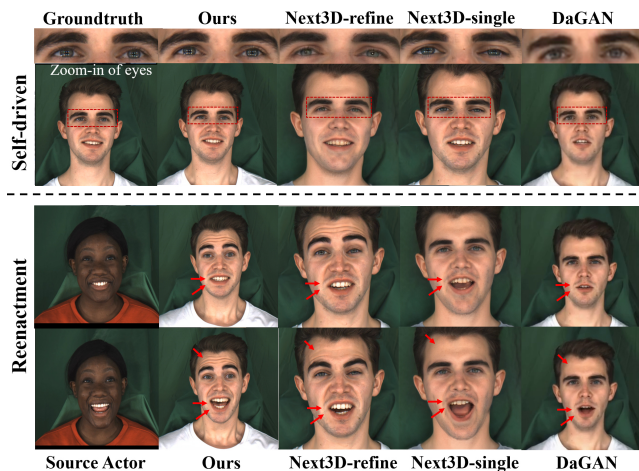 Groundtruth Ours Next3D-refine Next3D-single DaGAN
Zoom-in of eyes
Self-driven
Reenactment
Source Actor Ours Next3D-refine Next3D-single DaGAN